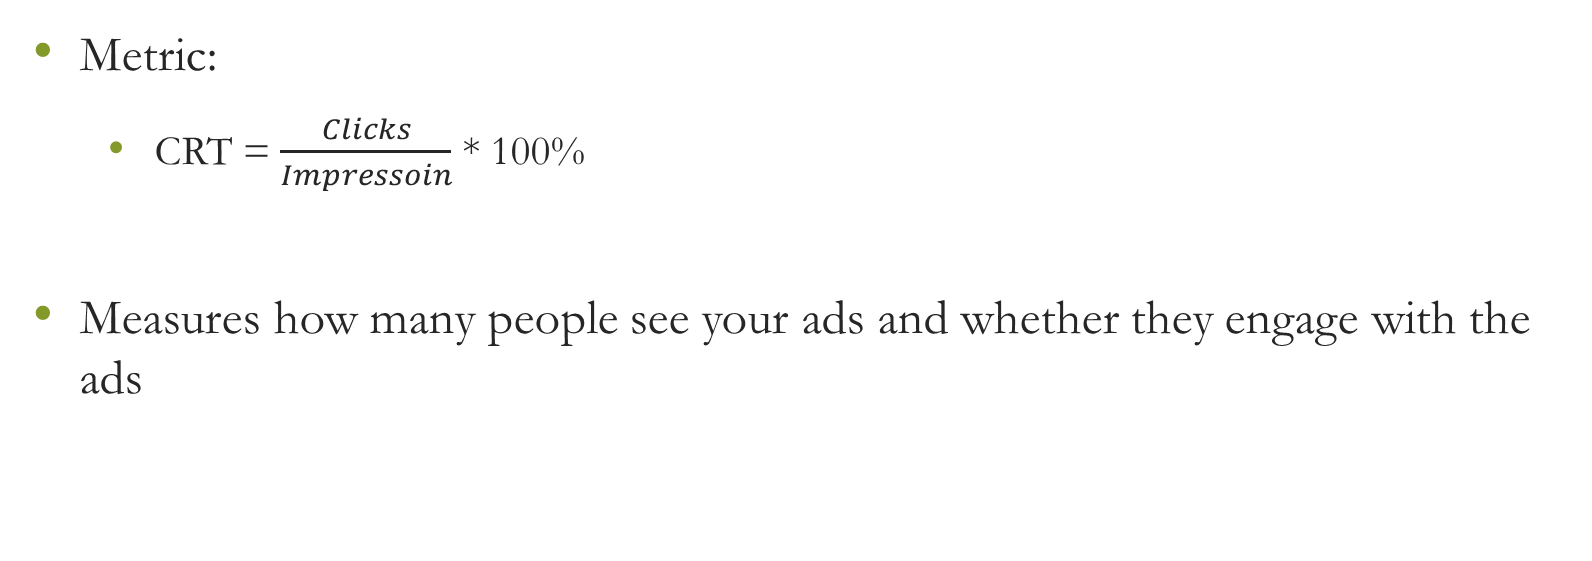 • Metric:
• CRT = Clicks / Impressoin * 100%
• Measures how many people see your ads and whether they engage with the
ads